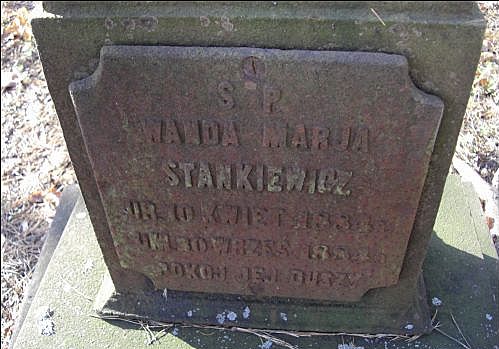 S P
WANDA MARJA
STANKIEWICZ
UR. 10 KWIET.
UM. 30 WRZEŚ.
POKÓJ JEJ DUSZY